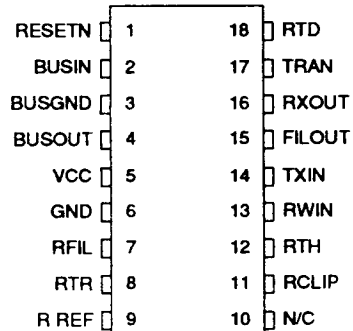 RESETN 1 18 RTD
BUSIN 2 17 TRAN
BUSGND 3 16 RXOUT
BUSOUT 4 15 FILOUT
VCC 5 14 TXIN
GND 6 13 RWIN
RFIL 7 12 RTH
RTR 8 11 RCLIP
R REF 9 10 N/C